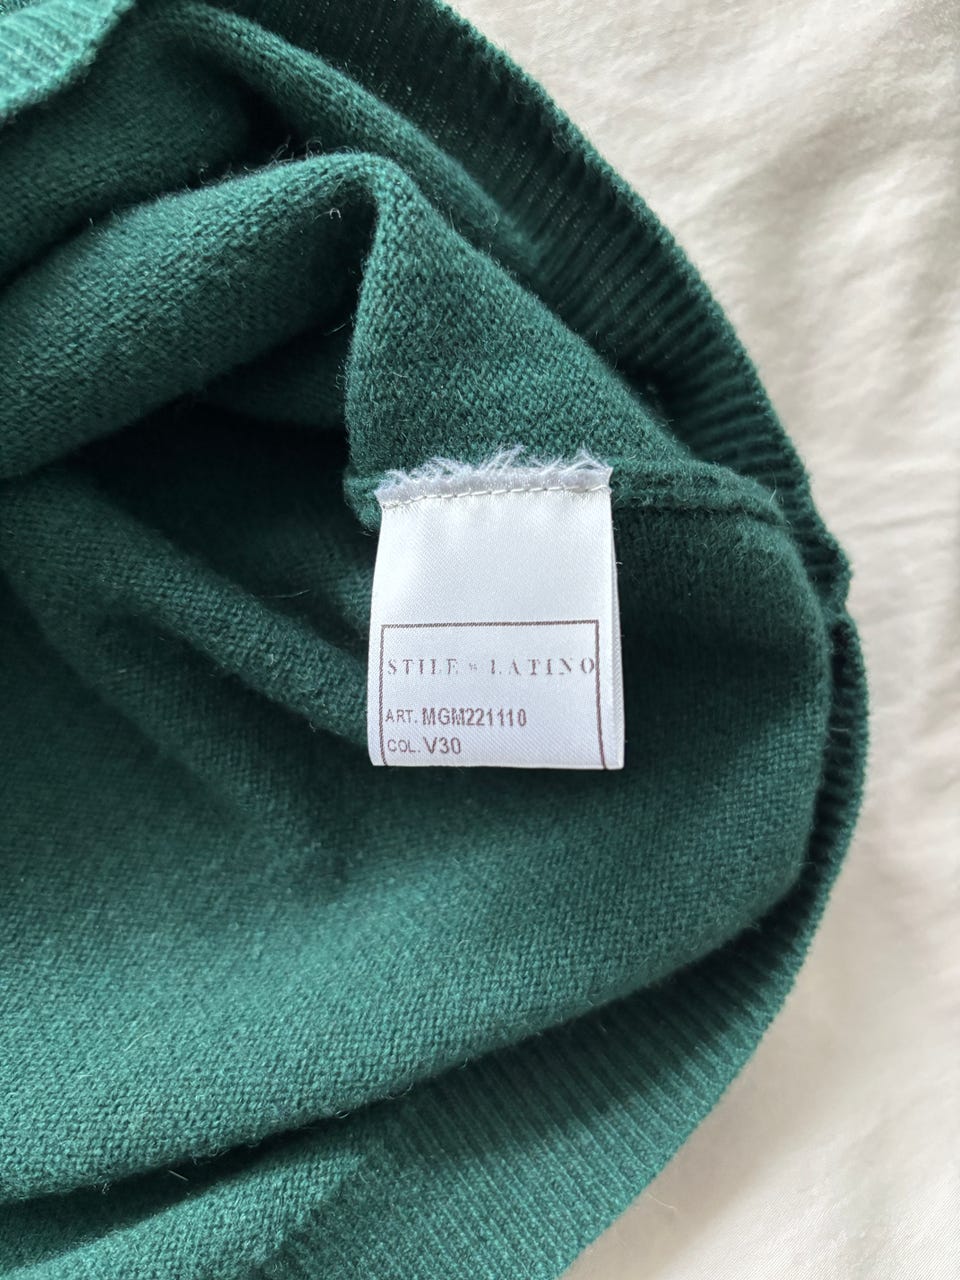 STILE LATINO
ART. MGM221110
COL. V30